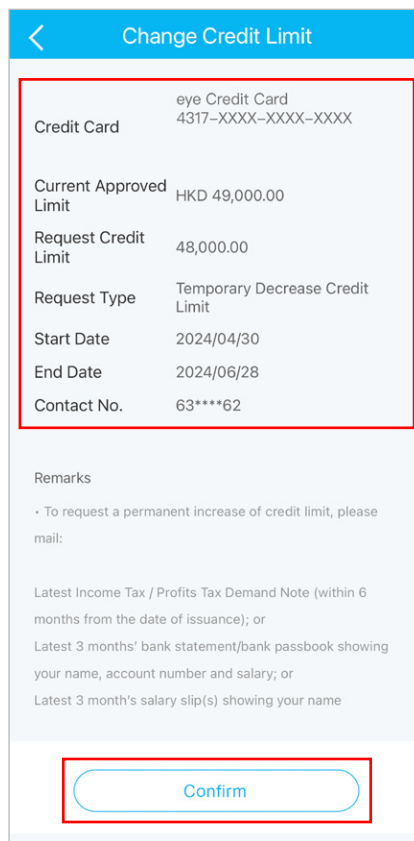 Change Credit Limit
Credit Card
eye Credit Card
4317-XXXX-XXXX-XXXX
Current Approved
Limit
HKD 49,000.00
Request Credit
Limit
48,000.00
Request Type
Temporary Decrease Credit
Limit
Start Date
2024/04/30
End Date
2024/06/28
Contact No.
63****62
Remarks
• To request a permanent increase of credit limit, please
mail:
Latest Income Tax / Profits Tax Demand Note (within 6
months from the date of issuance); or
Latest 3 months' bank statement/bank passbook showing
your name, account number and salary; or
Latest 3 month's salary slip(s) showing your name
Confirm